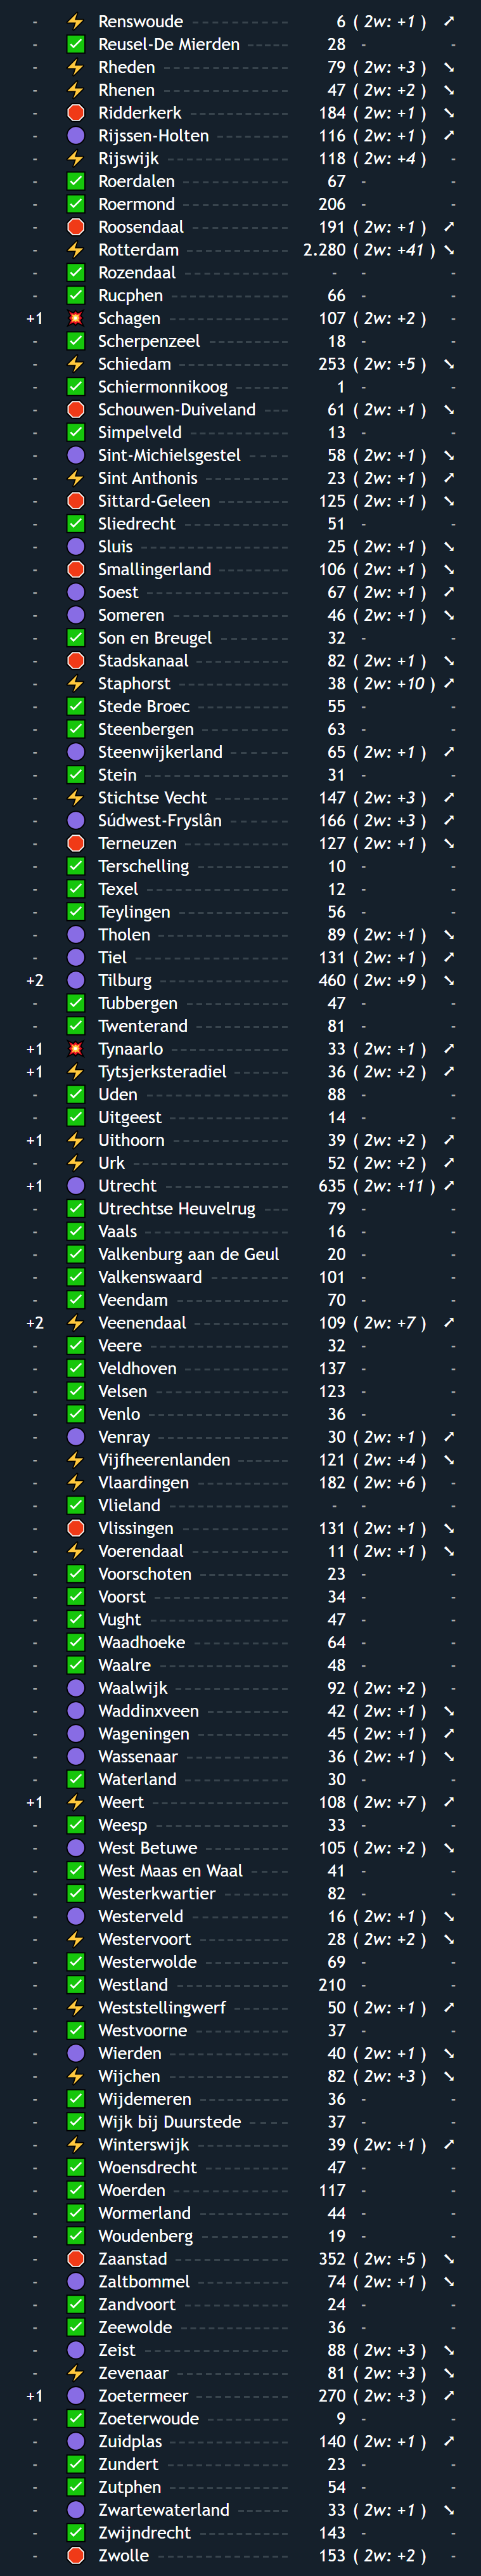 - ⚡ Renswoude ------------ 6 ( 2w: +1 ) ➚
- ✅ Reusel-De Mierden ------ 28 - -
- ⚡ Rheden --------------- 79 ( 2w: +3 ) ➘
- ⚡ Rhenen --------------- 47 ( 2w: +2 ) ➘
- 🛑 Ridderkerk ------------ 184 ( 2w: +1 ) ➘
- 🟣 Rijssen-Holten --------- 116 ( 2w: +1 ) ➚
- ⚡ Rijswijk -------------- 118 ( 2w: +4 ) -
- ✅ Roerdalen ------------- 67 - -
- ✅ Roermond ------------- 206 - -
- 🛑 Roosendaal ------------ 191 ( 2w: +1 ) ➚
- ⚡ Rotterdam ------------ 2.280 ( 2w: +41 ) ➘
- ✅ Rozendaal ------------- - - -
- ✅ Rucphen -------------- 66 - -
+1 💥 Schagen -------------- 107 ( 2w: +2 ) -
- ✅ Scherpenzeel ---------- 18 - -
- ⚡ Schiedam ------------- 253 ( 2w: +5 ) ➘
- ✅ Schiermonnikoog ------- 1 - -
- 🛑 Schouwen-Duiveland --- 61 ( 2w: +1 ) ➘
- ✅ Simpelveld ------------ 13 - -
- 🟣 Sint-Michielsgestel ----- 58 ( 2w: +1 ) ➘
- ⚡ Sint Anthonis ---------- 23 ( 2w: +1 ) ➚
- 🛑 Sittard-Geleen --------- 125 ( 2w: +1 ) ➘
- ✅ Sliedrecht ------------- 51 - -
- 🟣 Sluis ----------------- 25 ( 2w: +1 ) ➘
- 🛑 Smallingerland --------- 106 ( 2w: +1 ) ➘
- 🟣 Soest ---------------- 67 ( 2w: +1 ) ➚
- 🟣 Someren -------------- 46 ( 2w: +1 ) ➘
- ✅ Son en Breugel -------- 32 - -
- 🛑 Stadskanaal ----------- 82 ( 2w: +1 ) ➘
- ⚡ Staphorst ------------- 38 ( 2w: +10 ) ➚
- ✅ Stede Broec ----------- 55 - -
- ✅ Steenbergen ----------- 63 - -
- 🟣 Steenwijkerland ------- 65 ( 2w: +1 ) ➚
- ✅ Stein ----------------- 31 - -
- ⚡ Stichtse Vecht --------- 147 ( 2w: +3 ) ➚
- 🟣 Súdwest-Fryslân ------- 166 ( 2w: +3 ) ➚
- 🛑 Terneuzen ------------ 127 ( 2w: +1 ) ➘
- ✅ Terschelling ----------- 10 - -
- ✅ Texel ---------------- 12 - -
- ✅ Teylingen ------------- 56 - -
- 🟣 Tholen --------------- 89 ( 2w: +1 ) ➘
- 🟣 Tiel ------------------ 131 ( 2w: +1 ) ➚
+2 🟣 Tilburg --------------- 460 ( 2w: +9 ) ➘
- ✅ Tubbergen ------------ 47 - -
- ✅ Twenterand ----------- 81 - -
+1 💥 Tynaarlo -------------- 33 ( 2w: +1 ) ➚
+1 ⚡ Tytsjerksteradiel ------- 36 ( 2w: +2 ) ➚
- ✅ Uden ---------------- 88 - -
- ✅ Uitgeest -------------- 14 - -
+1 ⚡ Uithoorn ------------- 39 ( 2w: +2 ) ➚
- ⚡ Urk ------------------ 52 ( 2w: +2 ) ➚
+1 🟣 Utrecht -------------- 635 ( 2w: +11 ) ➚
- ✅ Utrechtse Heuvelrug --- 79 - -
- ✅ Vaals ---------------- 16 - -
- ✅ Valkenburg aan de Geul 20 - -
- ✅ Valkenswaard ---------- 101 - -
- ✅ Veendam ------------- 70 - -
+2 ⚡ Veenendaal ----------- 109 ( 2w: +7 ) ➚
- ✅ Veere ---------------- 32 - -
- ✅ Veldhoven ------------ 137 - -
- ✅ Velsen --------------- 123 - -
- ✅ Venlo ---------------- 36 - -
- 🟣 Venray --------------- 30 ( 2w: +1 ) ➚
- ⚡ Vijfheerenlanden ------ 121 ( 2w: +4 ) ➘
- ⚡ Vlaardingen ----------- 182 ( 2w: +6 ) -
- ✅ Vlieland -------------- - - -
- 🛑 Vlissingen ------------ 131 ( 2w: +1 ) ➘
- ⚡ Voerendaal ----------- 11 ( 2w: +1 ) ➘
- ✅ Voorschoten ---------- 23 - -
- ✅ Voorst --------------- 34 - -
- ✅ Vught --------------- 47 - -
- ✅ Waadhoeke ----------- 64 - -
- ✅ Waalre --------------- 48 - -
- 🟣 Waalwijk ------------- 92 ( 2w: +2 ) -
- 🟣 Waddinxveen ---------- 42 ( 2w: +1 ) ➘
- 🟣 Wageningen ---------- 45 ( 2w: +1 ) ➚
- 🟣 Wassenaar ----------- 36 ( 2w: +1 ) ➘
- ✅ Waterland ------------ 30 - -
+1 ⚡ Weert ---------------- 108 ( 2w: +7 ) ➚
- ✅ Weesp --------------- 33 - -
- 🟣 West Betuwe ---------- 105 ( 2w: +2 ) ➘
- ✅ West Maas en Waal ---- 41 - -
- ✅ Westerkwartier -------- 82 - -
- 🟣 Westerveld ----------- 16 ( 2w: +1 ) ➘
- ⚡ Westervoort ---------- 28 ( 2w: +2 ) ➘
- ✅ Westerwolde ---------- 69 - -
- ✅ Westland ------------- 210 - -
- ⚡ Weststellingwerf ------- 50 ( 2w: +1 ) ➚
- ✅ Westvoorne ----------- 37 - -
- 🟣 Wierden -------------- 40 ( 2w: +1 ) ➘
- ⚡ Wijchen -------------- 82 ( 2w: +3 ) ➘
- ✅ Wijdemeren ----------- 36 - -
- ✅ Wijk bij Duurstede ---- 37 - -
- ⚡ Winterswijk ----------- 39 ( 2w: +1 ) ➚
- ✅ Woensdrecht ---------- 47 - -
- ✅ Woerden ------------- 117 - -
- ✅ Wormerland ---------- 44 - -
- ✅ Woudenberg ---------- 19 - -
- 🛑 Zaanstad ------------- 352 ( 2w: +5 ) ➘
- 🟣 Zaltbommel ----------- 74 ( 2w: +1 ) ➘
- ✅ Zandvoort ------------ 24 - -
- ✅ Zeewolde ------------ 36 - -
- 🟣 Zeist ---------------- 88 ( 2w: +3 ) ➘
- ⚡ Zevenaar ------------- 81 ( 2w: +3 ) ➘
+1 🟣 Zoetermeer ----------- 270 ( 2w: +3 ) ➚
- ✅ Zoeterwoude ---------- 9 - -
- 🟣 Zuidplas ------------- 140 ( 2w: +1 ) ➚
- ✅ Zundert -------------- 23 - -
- ✅ Zutphen -------------- 54 - -
- 🟣 Zwartewaterland ------ 33 ( 2w: +1 ) ➘
- ✅ Zwijndrecht ----------- 143 - -
- 🛑 Zwolle --------------- 153 ( 2w: +2 ) -